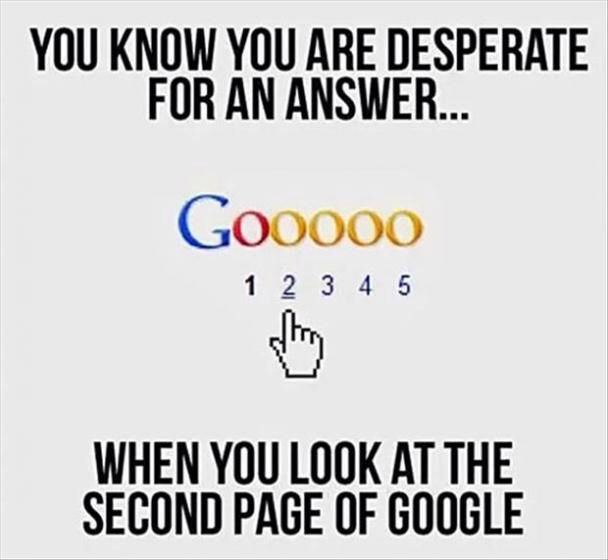 YOU KNOW YOU ARE DESPERATE
FOR AN ANSWER...
Gooooo
1 2 3 4 5
WHEN YOU LOOK AT THE
SECOND PAGE OF GOOGLE